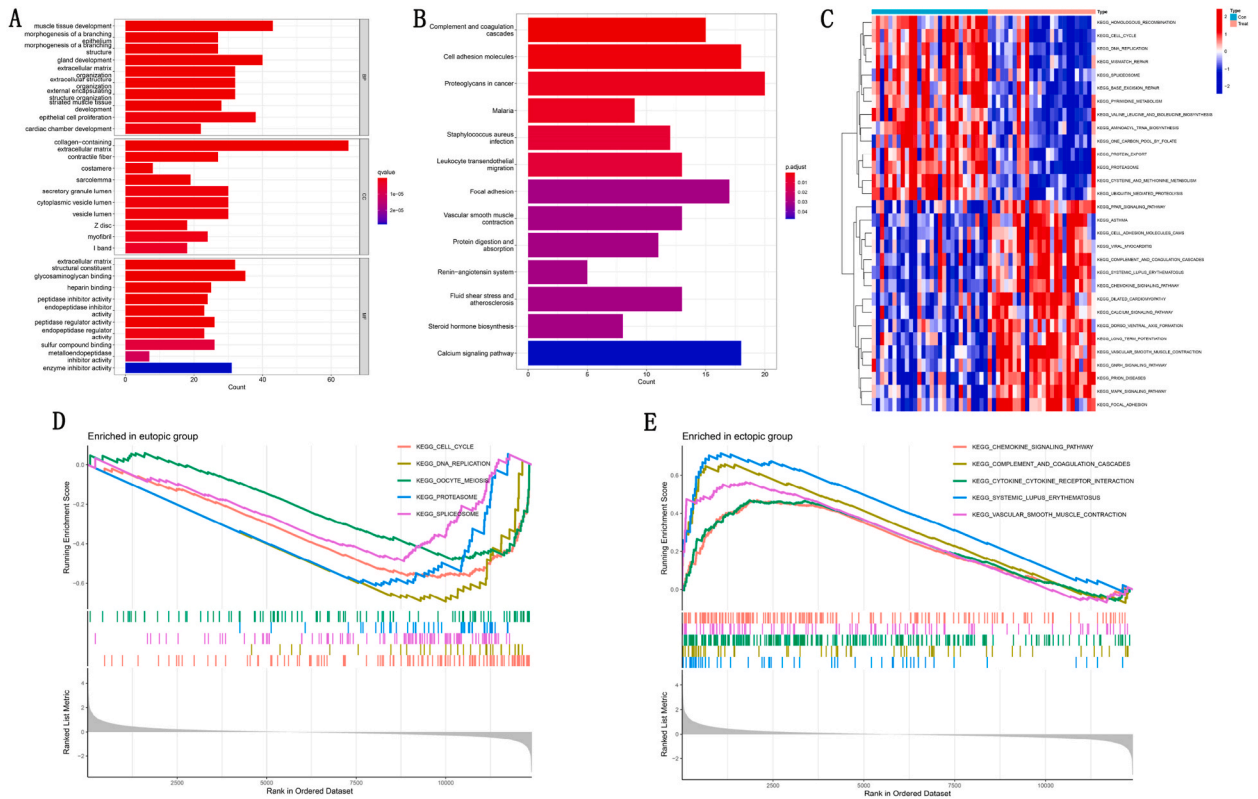 A
muscle tissue development
morphogenesis of a branching
epithelium
morphogenesis of a branching
structure
gland development
extracellular matrix
organization
extracellular structure
organization
external encapsulating
structure organization
striated muscle tissue
development
epithelial cell proliferation
cardiac chamber development
BP
collagen-containing
extracellular matrix
contractile fiber
costamere
sarcolemma
secretory granule lumen
cytoplasmic vesicle lumen
vesicle lumen
Z disc
myofibril
I band
CC
extracellular matrix
structural constituent
glycosaminoglycan binding
heparin binding
peptidase inhibitor activity
endopeptidase inhibitor
activity
peptidase regulator activity
endopeptidase regulator
activity
sulfur compound binding
metalloendopeptidase
inhibitor activity
enzyme inhibitor activity
MF
0 20 40 60
Count
qvalue
1e-05
2e-05
B
Complement and coagulation
cascades
Cell adhesion molecules
Proteoglycans in cancer
Malaria
Staphylococcus aureus
infection
Leukocyte transendothelial
migration
Focal adhesion
Vascular smooth muscle
contraction
Protein digestion and
absorption
Renin-angiotensin system
Fluid shear stress and
atherosclerosis
Steroid hormone biosynthesis
Calcium signaling pathway
0 5 10 15 20
Count
p.adjust
0.01
0.02
0.03
0.04
C
Type
KEGG_HOMOLOGOUS_RECOMBINATION
KEGG_CELL_CYCLE
KEGG_DNA_REPLICATION
KEGG_MISMATCH_REPAIR
KEGG_SPLICEOSOME
KEGG_BASE_EXCISION_REPAIR
KEGG_PYRIMIDINE_METABOLISM
KEGG_VALINE_LEUCINE_AND_ISOLEUCINE_BIOSYNTHESIS
KEGG_AMINOACYL_TRNA_BIOSYNTHESIS
KEGG_ONE_CARBON_POOL_BY_FOLATE
KEGG_PROTEIN_EXPORT
KEGG_PROTEASOME
KEGG_CYSTEINE_AND_METHIONINE_METABOLISM
KEGG_UBIQUITIN_MEDIATED_PROTEOLYSIS
KEGG_PPAR_SIGNALING_PATHWAY
KEGG_ASTHMA
KEGG_CELL_ADHESION_MOLECULES_CAMS
KEGG_VIRAL_MYOCARDITIS
KEGG_COMPLEMENT_AND_COAGULATION_CASCADES
KEGG_SYSTEMIC_LUPUS_ERYTHEMATOSUS
KEGG_CHEMOKINE_SIGNALING_PATHWAY
KEGG_DILATED_CARDIOMYOPATHY
KEGG_CALCIUM_SIGNALING_PATHWAY
KEGG_DORSO_VENTRAL_AXIS_FORMATION
KEGG_LONG_TERM_POTENTIATION
KEGG_VASCULAR_SMOOTH_MUSCLE_CONTRACTION
KEGG_GNRH_SIGNALING_PATHWAY
KEGG_PRION_DISEASES
KEGG_MAPK_SIGNALING_PATHWAY
KEGG_FOCAL_ADHESION
2
1
0
-1
-2
Type
Con
Treat
D
Enriched in eutopic group
KEGG_CELL_CYCLE
KEGG_DNA_REPLICATION
KEGG_OOCYTE_MEIOSIS
KEGG_PROTEASOME
KEGG_SPLICEOSOME
Running Enrichment Score
0.0
-0.2
-0.4
-0.6
Ranked List Metric
4
2
0
-2
2500 5000 7500 10000
Rank in Ordered Dataset
E
Enriched in ectopic group
KEGG_CHEMOKINE_SIGNALING_PATHWAY
KEGG_COMPLEMENT_AND_COAGULATION_CASCADES
KEGG_CYTOKINE_CYTOKINE_RECEPTOR_INTERACTION
KEGG_SYSTEMIC_LUPUS_ERYTHEMATOSUS
KEGG_VASCULAR_SMOOTH_MUSCLE_CONTRACTION
Running Enrichment Score
0.6
0.4
0.2
0.0
Ranked List Metric
4
2
0
-2
2500 5000 7500 10000
Rank in Ordered Dataset